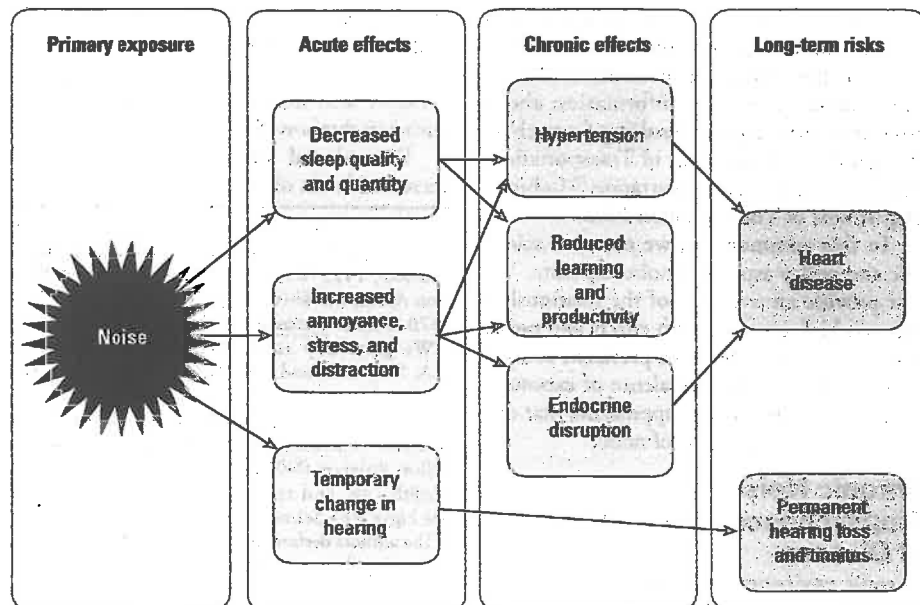 Primary exposure
Acute effects
Chronic effects
Long-term risks
Noise
Decreased
sleep quality
and quantity
Increased
annoyance,
stress, and
distraction
Temporary
change in
hearing
Hypertension
Reduced
learning
and
productivity
Endocrine
disruption
Heart
disease
Permanent
hearing loss
and tinnitus